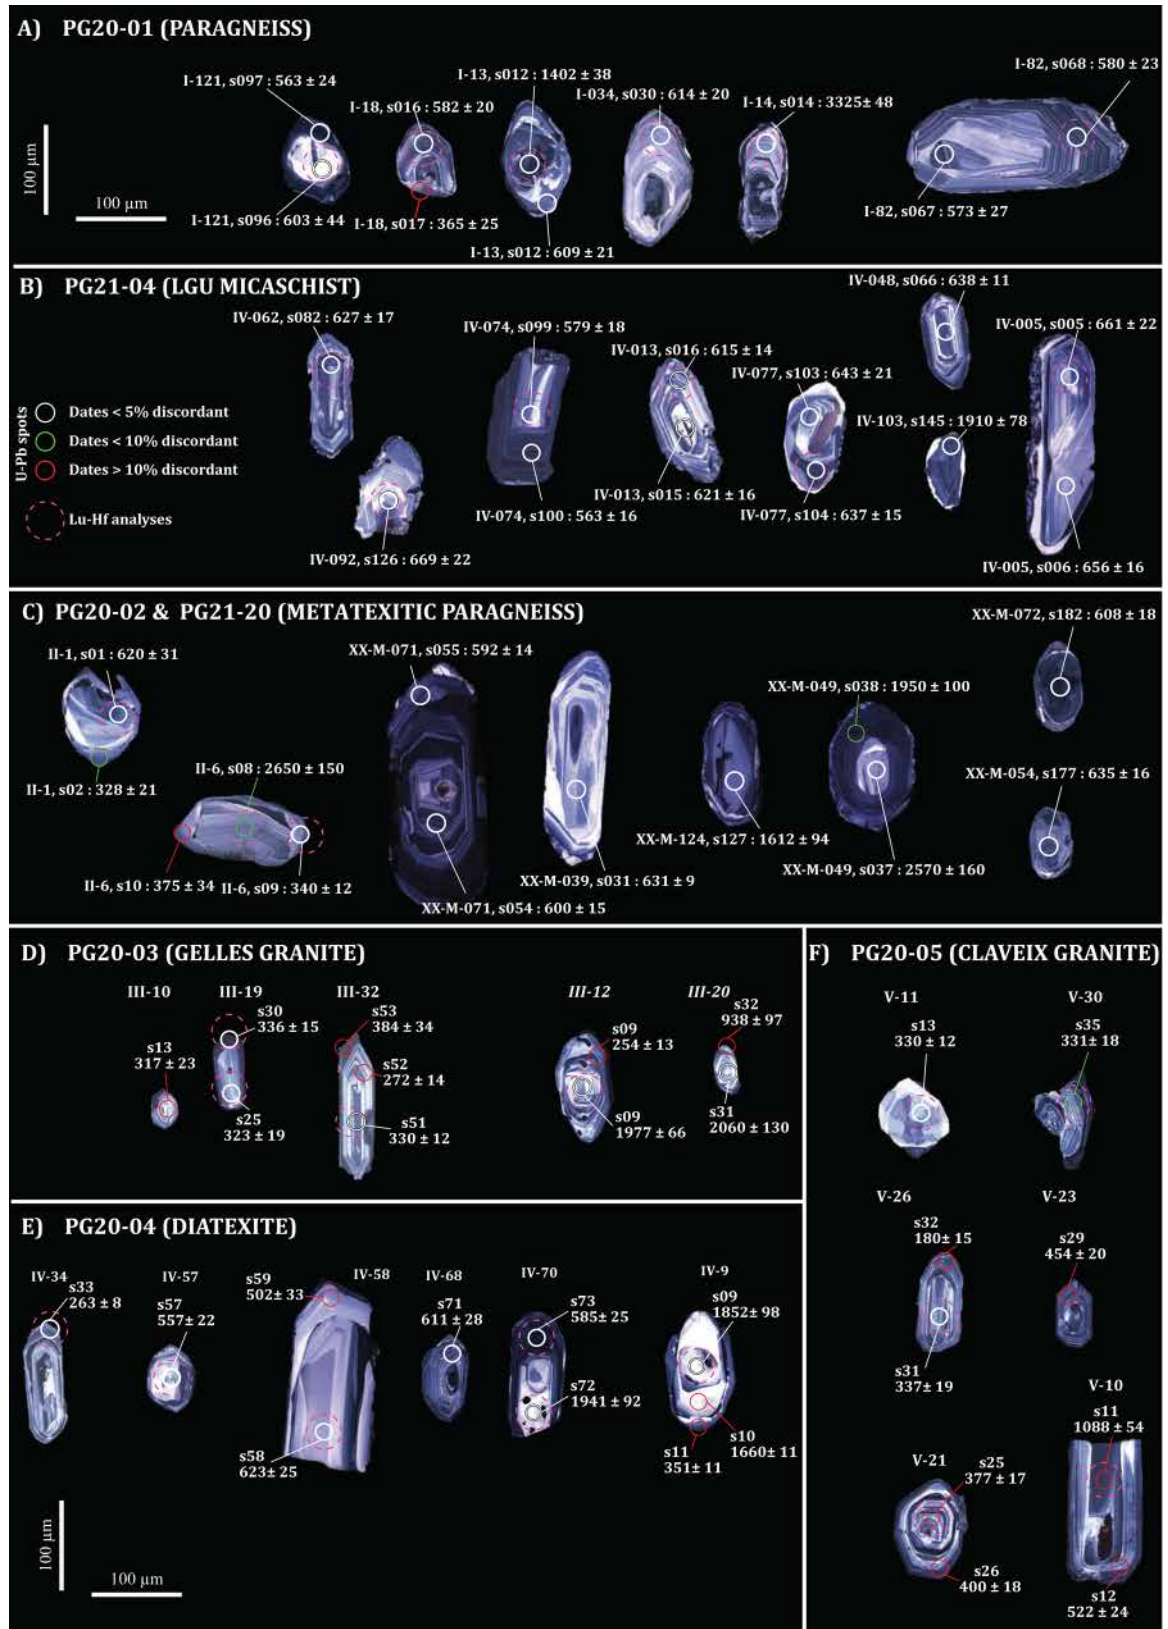 A) PG20-01 (PARAGNEISS)
I-121, s097 : 563 ± 24
I-18, s016 : 582 ± 20
I-13, s012 : 1402 ± 38
I-034, s030 : 614 ± 20
I-14, s014 : 3325± 48
I-82, s068 : 580 ± 23
100 µm
100 µm
I-121, s096 : 603 ± 44
I-18, s017 : 365 ± 25
I-13, s012 : 609 ± 21
I-82, s067 : 573 ± 27
B) PG21-04 (LGU MICASCHIST)
IV-062, s082 : 627 ± 17
IV-074, s099 : 579 ± 18
IV-013, s016 : 615 ± 14
IV-077, s103 : 643 ± 21
IV-048, s066 : 638 ± 11
IV-005, s005 : 661 ± 22
IV-103, s145 : 1910 ± 78
U-Pb spots
Dates < 5% discordant
Dates < 10% discordant
Dates > 10% discordant
Lu-Hf analyses
IV-092, s126 : 669 ± 22
IV-074, s100 : 563 ± 16
IV-013, s015 : 621 ± 16
IV-077, s104 : 637 ± 15
IV-005, s006 : 656 ± 16
C) PG20-02 & PG21-20 (METATEXITIC PARAGNEISS)
II-1, s01 : 620 ± 31
XX-M-071, s055 : 592 ± 14
XX-M-072, s182 : 608 ± 18
XX-M-049, s038 : 1950 ± 100
II-6, s08 : 2650 ± 150
II-1, s02 : 328 ± 21
XX-M-054, s177 : 635 ± 16
XX-M-124, s127 : 1612 ± 94
XX-M-049, s037 : 2570 ± 160
II-6, s10 : 375 ± 34
II-6, s09 : 340 ± 12
XX-M-039, s031 : 631 ± 9
XX-M-071, s054 : 600 ± 15
D) PG20-03 (GELLES GRANITE)
III-10
III-19
III-32
III-12
III-20
s13
317 ± 23
s30
336 ± 15
s25
323 ± 19
s53
384 ± 34
s52
272 ± 14
s51
330 ± 12
s09
254 ± 13
s09
1977 ± 66
s32
938 ± 97
s31
2060 ± 130
E) PG20-04 (DIATEXITE)
IV-34
s33
263 ± 8
IV-57
s57
557± 22
s59
502± 33
IV-58
s58
623± 25
IV-68
s71
611 ± 28
IV-70
s73
585± 25
s72
1941 ± 92
IV-9
s09
1852± 98
s10
1660± 11
s11
351± 11
100 µm
100 µm
F) PG20-05 (CLAVEIX GRANITE)
V-11
s13
330 ± 12
V-30
s35
331± 18
V-26
s32
180± 15
s31
337± 19
V-23
s29
454 ± 20
V-21
s25
377 ± 17
s26
400 ± 18
V-10
s11
1088 ± 54
s12
522 ± 24